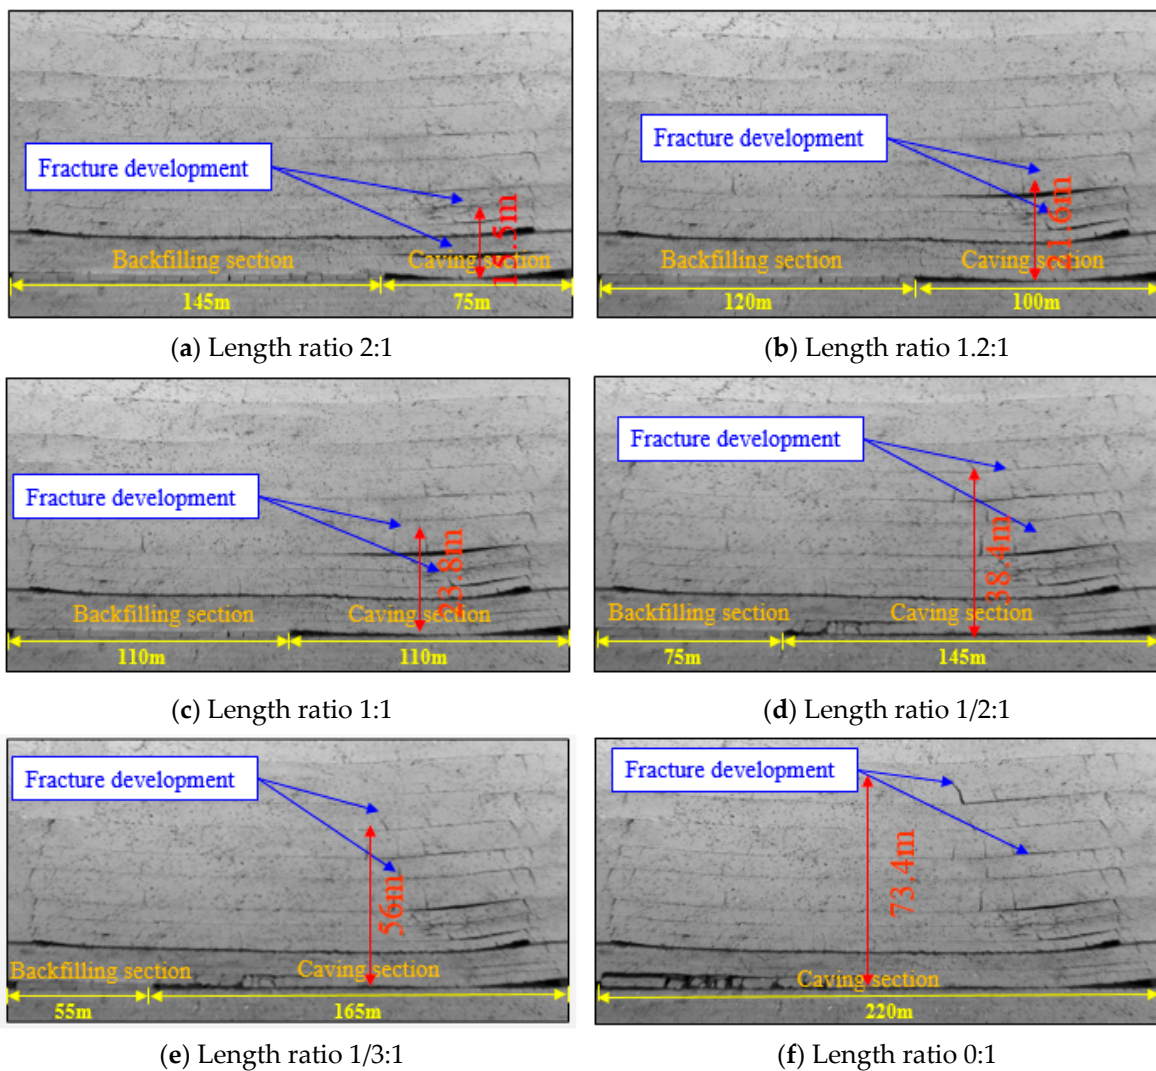 Fracture development
Backfilling section
Caving section
145m
75m
(a) Length ratio 2:1
Fracture development
21.6m
Backfilling section
Caving section
120m
100m
(b) Length ratio 1.2:1
Fracture development
23.8m
Backfilling section
Caving section
110m
110m
(c) Length ratio 1:1
Fracture development
38.4m
Backfilling section
Caving section
75m
145m
(d) Length ratio 1/2:1
Fracture development
56m
Backfilling section
Caving section
55m
165m
(e) Length ratio 1/3:1
Fracture development
73.4m
Caving section
220m
(f) Length ratio 0:1